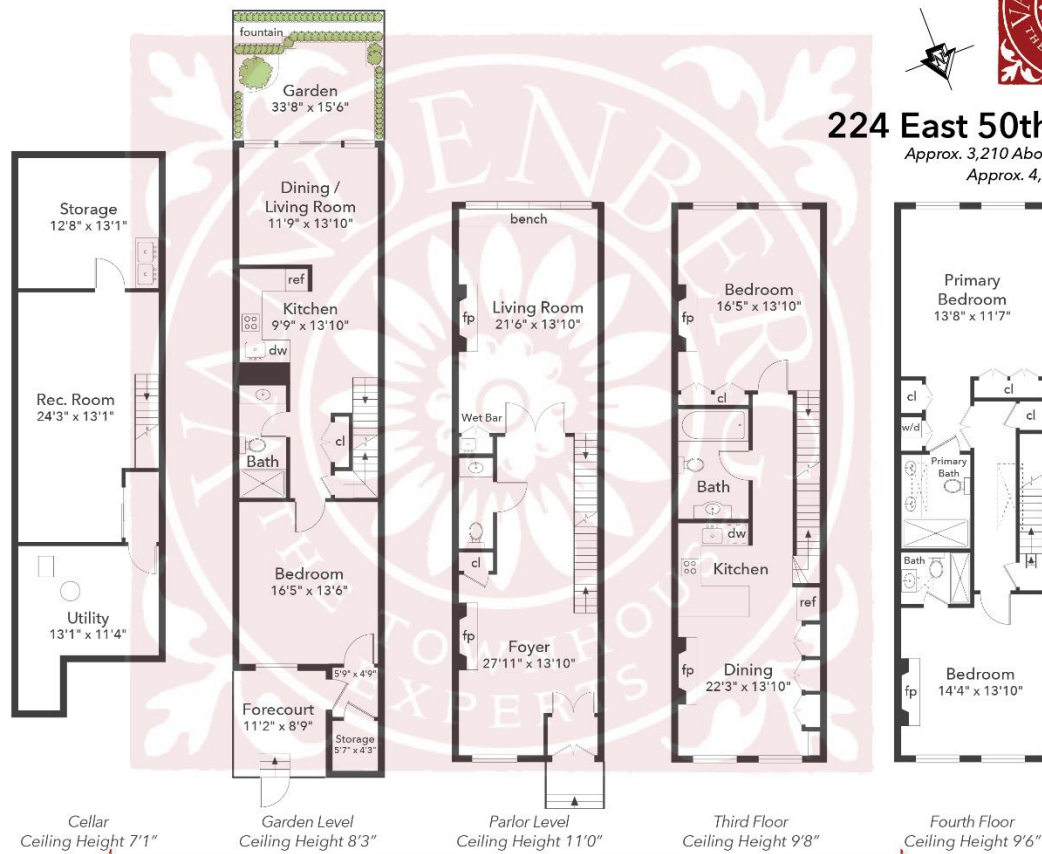 224 East 50th
Approx. 3,210 Abo
Approx. 4,
Storage
12'8" x 13'1"
Rec. Room
24'3" x 13'1"
Utility
13'1" x 11'4"
Cellar
Ceiling Height 7'1"
fountain
Garden
33'8" x 15'6"
Dining /
Living Room
11'9" x 13'10"
ref
Kitchen
9'9" x 13'10"
dw
cl
Bath
Bedroom
16'5" x 13'6"
5'9" x 4'9"
Forecourt
11'2" x 8'9"
Storage
5'7" x 4'3"
Garden Level
Ceiling Height 8'3"
bench
Living Room
21'6" x 13'10"
fp
Wet Bar
cl
fp
Foyer
27'11" x 13'10"
Parlor Level
Ceiling Height 11'0"
Bedroom
16'5" x 13'10"
fp
cl
Bath
dw
Kitchen
ref
fp
Dining
22'3" x 13'10"
Third Floor
Ceiling Height 9'8"
Primary
Bedroom
13'8" x 11'7"
cl
cl
cl
w/d
Primary
Bath
Bath
Bedroom
14'4" x 13'10"
fp
Fourth Floor
Ceiling Height 9'6"
VANDENBERG
THE TOWNHOUSE
EXPERTS